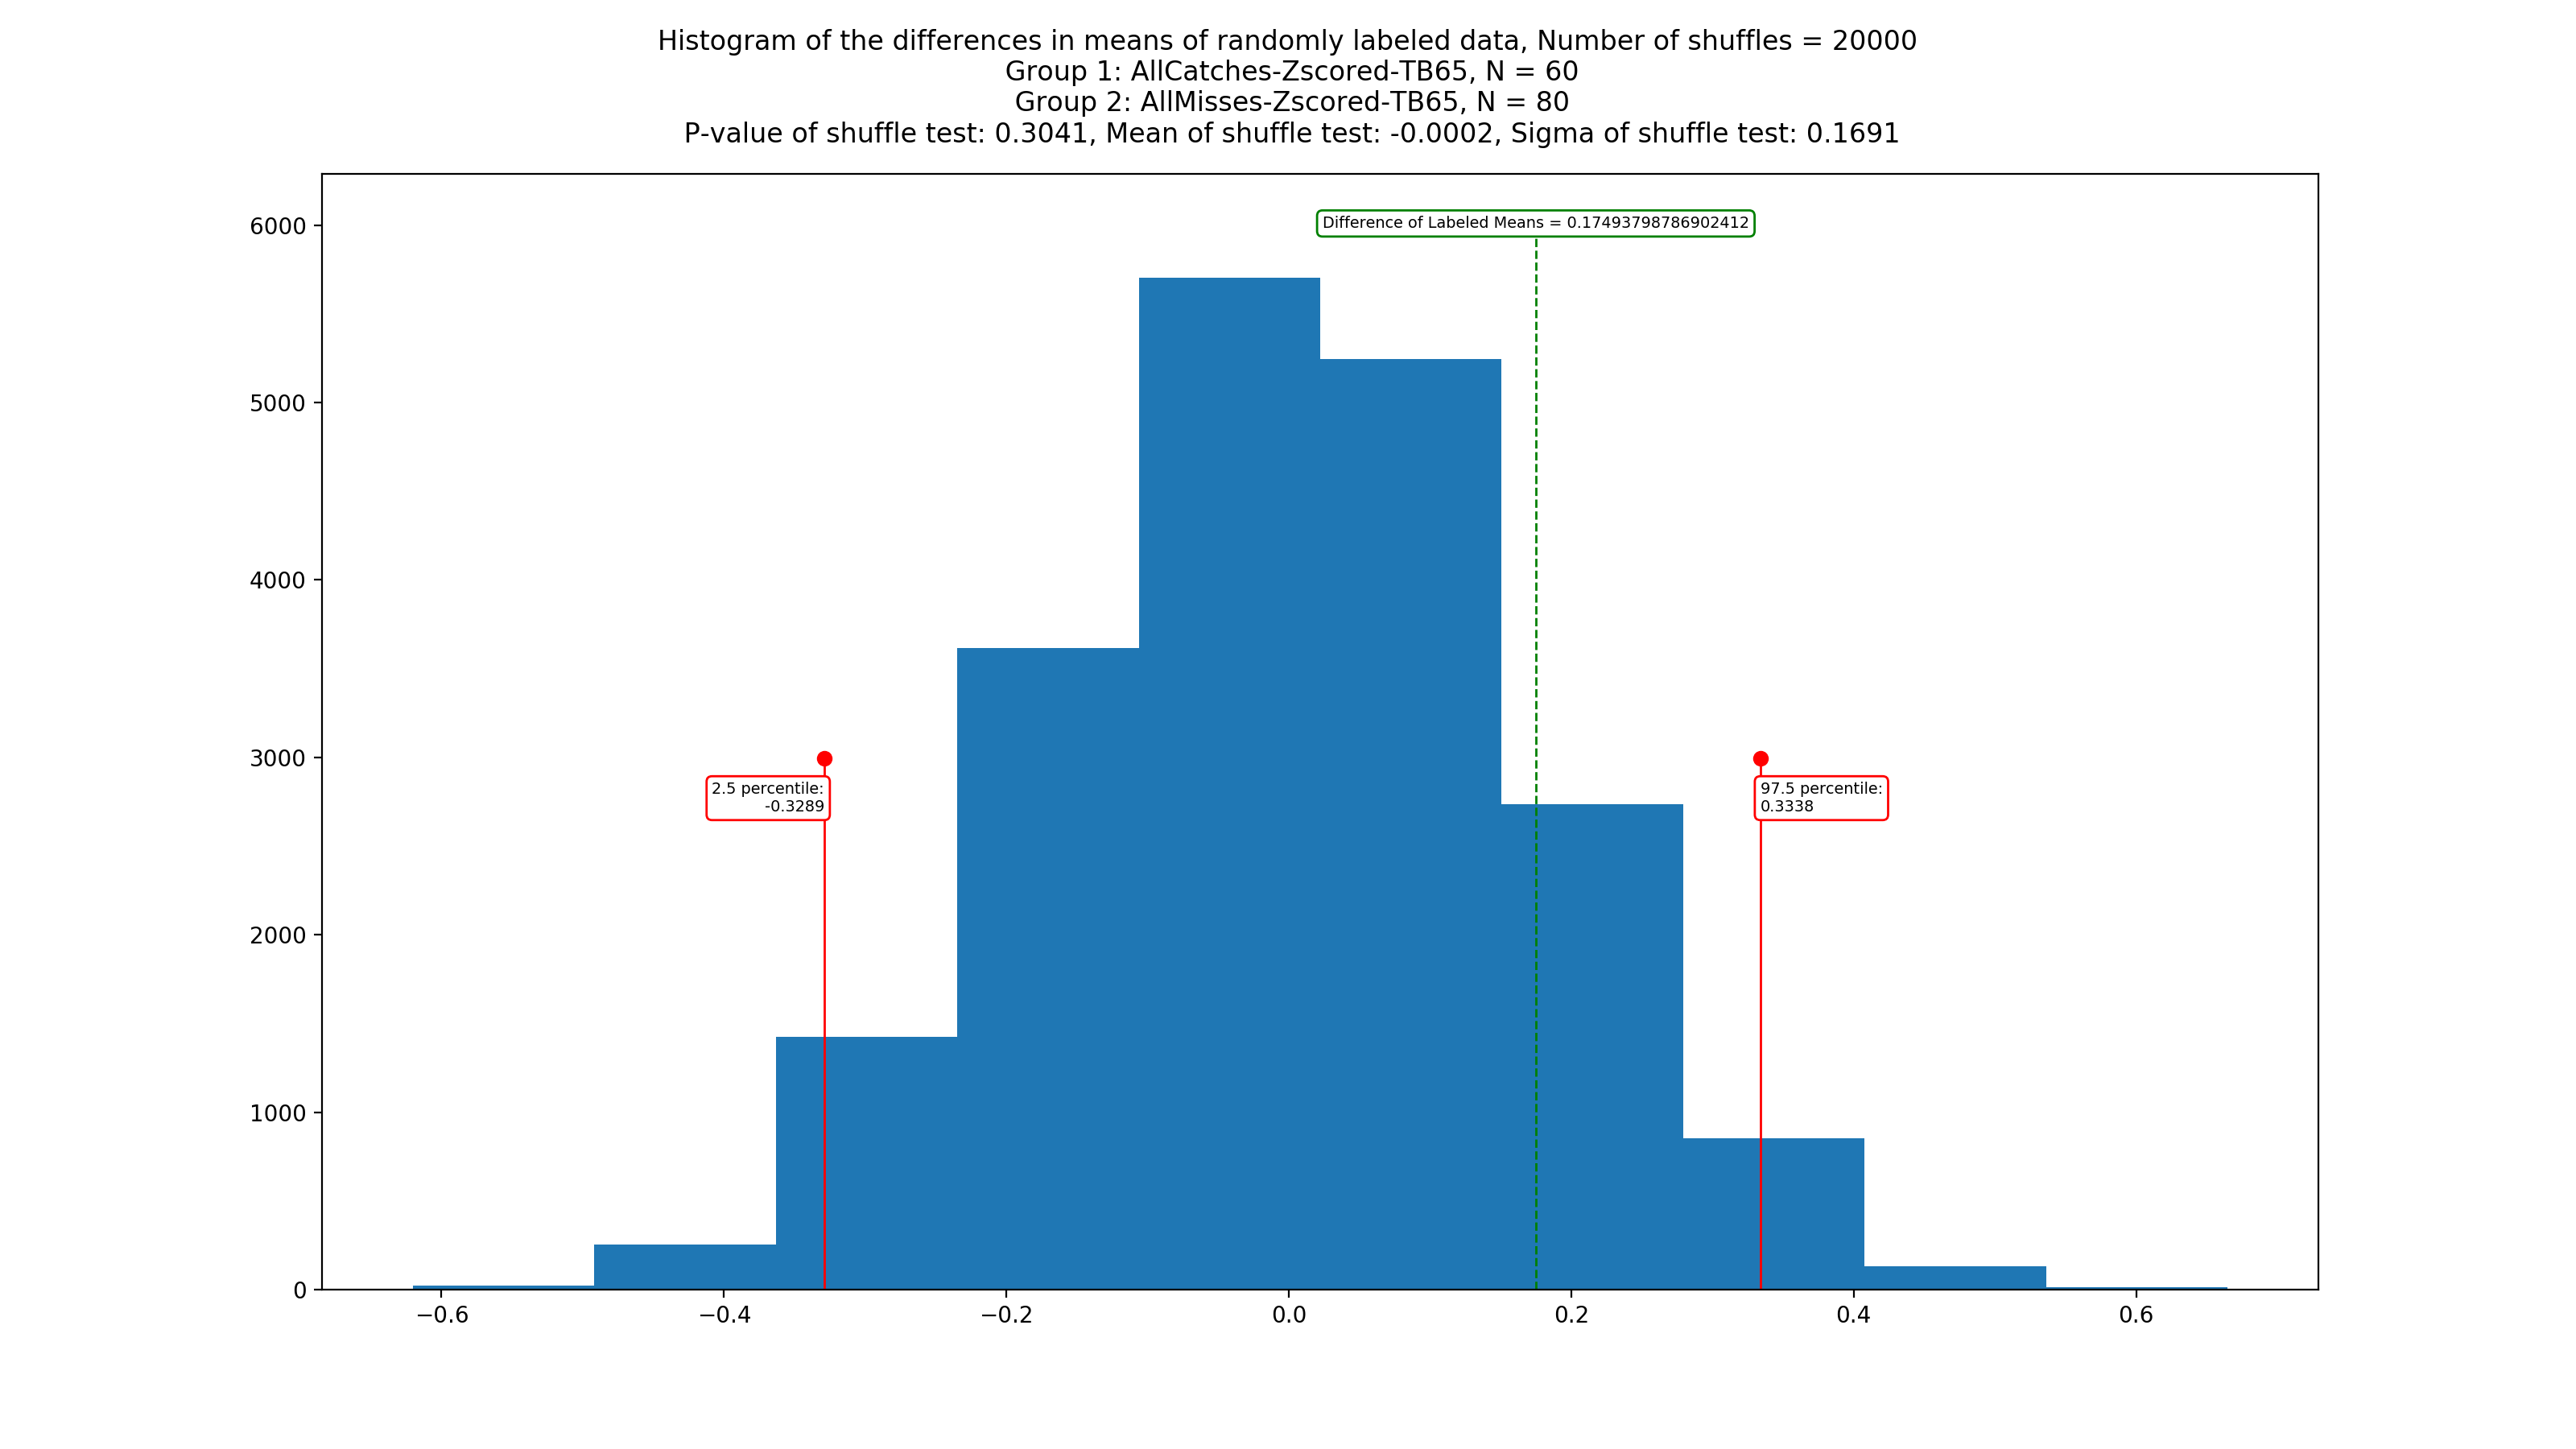 Histogram of the differences in means of randomly labeled data, Number of shuffles = 20000
Group 1: AllCatches-Zscored-TB65, N = 60
Group 2: AllMisses-Zscored-TB65, N = 80
P-value of shuffle test: 0.3041, Mean of shuffle test: -0.0002, Sigma of shuffle test: 0.1691
Difference of Labeled Means = 0.17493798786902412
6000
5000
4000
3000
2000
1000
0
2.5 percentile:
-0.3289
97.5 percentile:
0.3338
−0.6
−0.4
−0.2
0.0
0.2
0.4
0.6